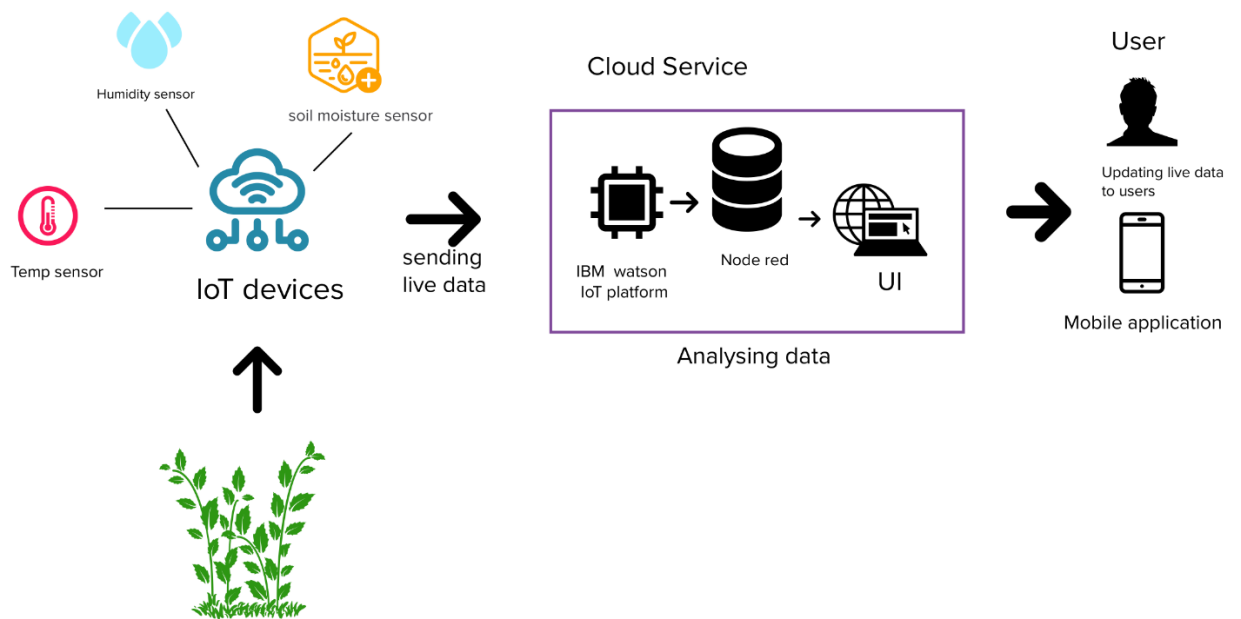 Humidity sensor
soil moisture sensor
Temp sensor
IoT devices
sending
live data
Cloud Service
IBM watson
IoT platform
Node red
UI
Analysing data
User
Updating live data
to users
Mobile application